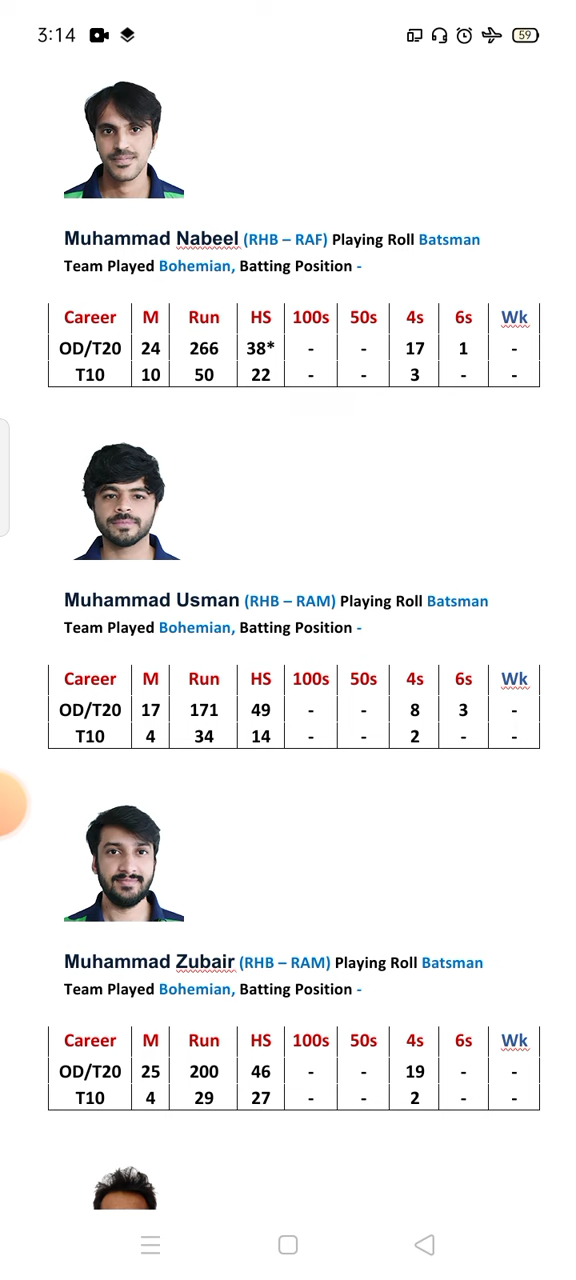 3:14
59
Muhammad Nabeel (RHB – RAF) Playing Roll Batsman
Team Played Bohemian, Batting Position -
Career M Run HS 100s 50s 4s 6s Wk
OD/T20 24 266 38* - - 17 1 -
T10 10 50 22 - - 3 - -
Muhammad Usman (RHB – RAM) Playing Roll Batsman
Team Played Bohemian, Batting Position -
Career M Run HS 100s 50s 4s 6s Wk
OD/T20 17 171 49 - - 8 3 -
T10 4 34 14 - - 2 - -
Muhammad Zubair (RHB – RAM) Playing Roll Batsman
Team Played Bohemian, Batting Position -
Career M Run HS 100s 50s 4s 6s Wk
OD/T20 25 200 46 - - 19 - -
T10 4 29 27 - - 2 - -